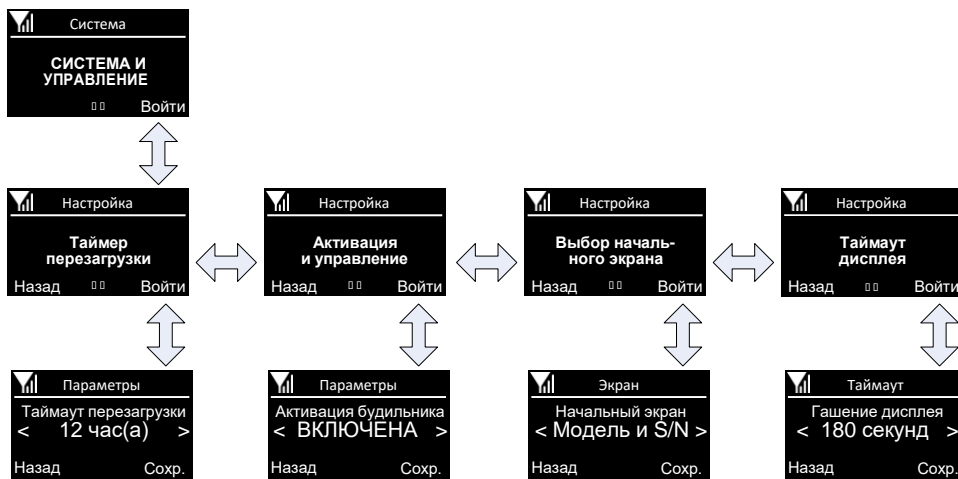 Система
СИСТЕМА И
УПРАВЛЕНИЕ
Войти
Настройка
Таймер
перезагрузки
Назад Войти
Настройка
Активация
и управление
Назад Войти
Настройка
Выбор началь-
ного экрана
Назад Войти
Настройка
Таймаут
дисплея
Назад Войти
Параметры
Таймаут перезагрузки
< 12 час(а) >
Назад Сохр.
Параметры
Активация будильника
< ВКЛЮЧЕНА >
Назад Сохр.
Экран
Начальный экран
< Модель и S/N >
Назад Сохр.
Таймаут
Гашение дисплея
< 180 секунд >
Назад Сохр.